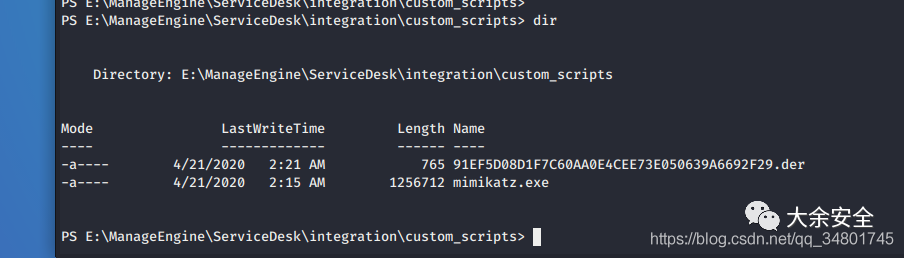 PS E:\ManageEngine\ServiceDesk\integration\custom_scripts>
PS E:\ManageEngine\ServiceDesk\integration\custom_scripts> dir
Directory: E:\ManageEngine\ServiceDesk\integration\custom_scripts
Mode LastWriteTime Length Name
---- ------------- ------ ----
-a---- 4/21/2020 2:21 AM 765 91EF5D08D1F7C60AA0E4CEE73E050639A6692F29.der
-a---- 4/21/2020 2:15 AM 1256712 mimikatz.exe
PS E:\ManageEngine\ServiceDesk\integration\custom_scripts>
大余安全
https://blog.csdn.net/qq_34801745